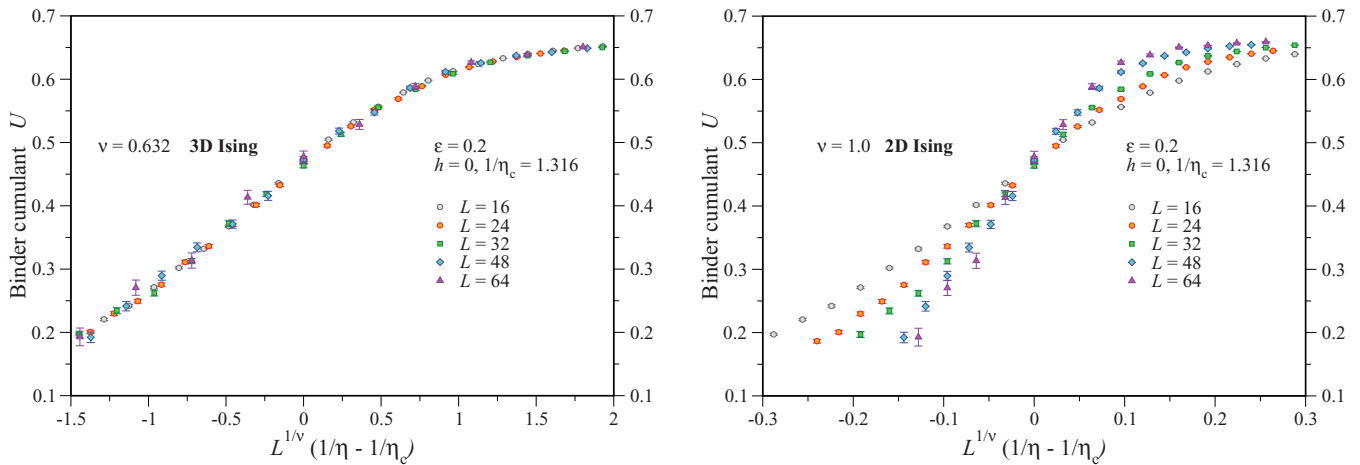 0.7
0.6
0.5
0.4
0.3
0.2
0.1
Binder cumulant U
ν = 0.632 3D Ising
ε = 0.2
h = 0, 1/η_c = 1.316
L = 16
L = 24
L = 32
L = 48
L = 64
0.7
0.6
0.5
0.4
0.3
0.2
0.1
-1.5 -1 -0.5 0 0.5 1 1.5 2
L^{1/ν} (1/η - 1/η_c)
0.7
0.6
0.5
0.4
0.3
0.2
0.1
Binder cumulant U
ν = 1.0 2D Ising
ε = 0.2
h = 0, 1/η_c = 1.316
L = 16
L = 24
L = 32
L = 48
L = 64
0.7
0.6
0.5
0.4
0.3
0.2
0.1
-0.3 -0.2 -0.1 0 0.1 0.2 0.3
L^{1/ν} (1/η - 1/η_c)